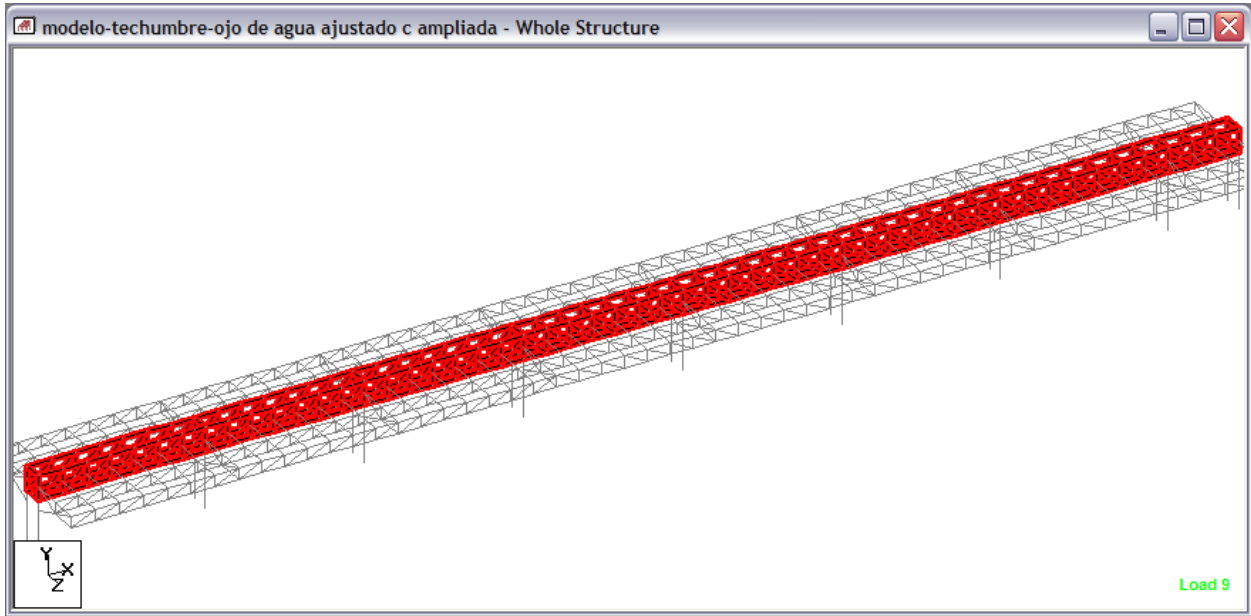 modelo-techumbre-ojo de agua ajustado c ampliada - Whole Structure
Y
X
Z
Load 9